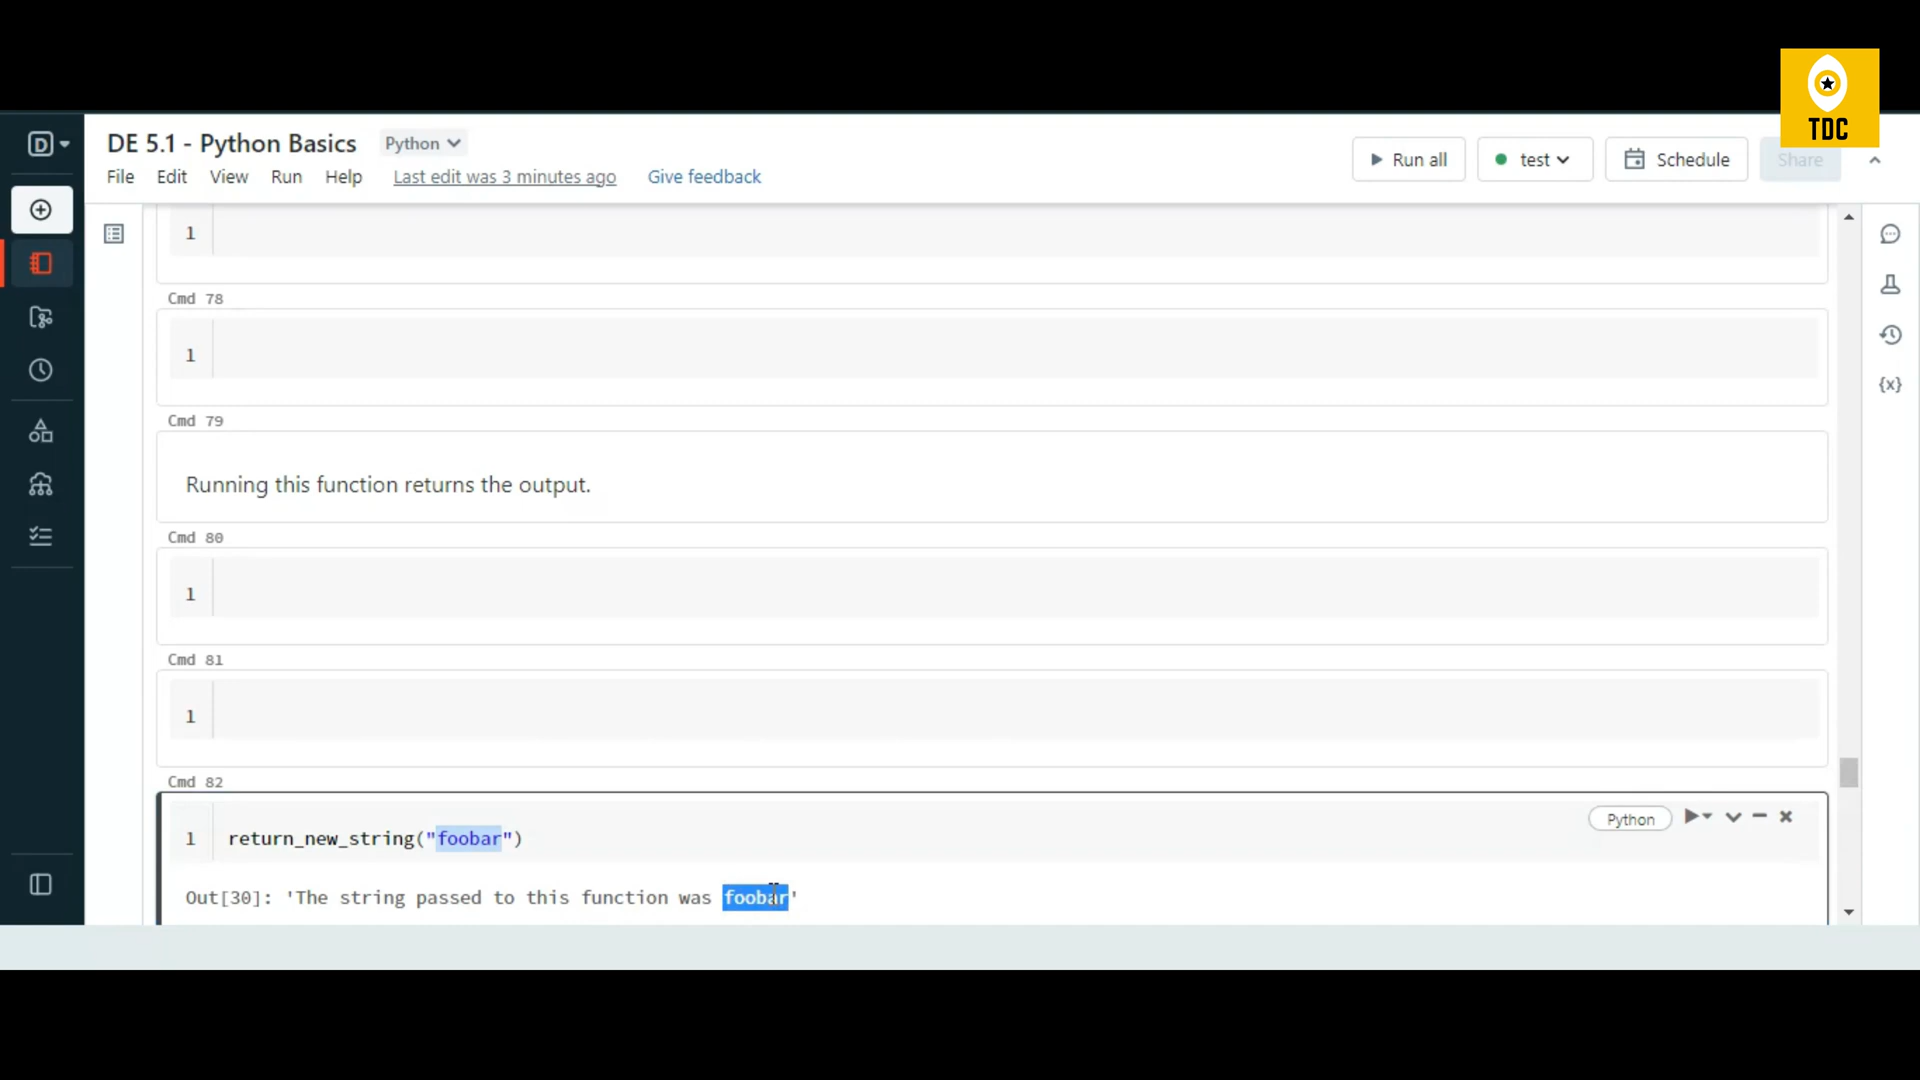 TDC
DE 5.1 - Python Basics Python
Run all test Schedule Share
File Edit View Run Help Last edit was 3 minutes ago Give feedback
1
Cmd 78
1
Cmd 79
Running this function returns the output.
Cmd 80
1
Cmd 81
1
Cmd 82
1 return_new_string("foobar") Python
Out[30]: 'The string passed to this function was foobar'